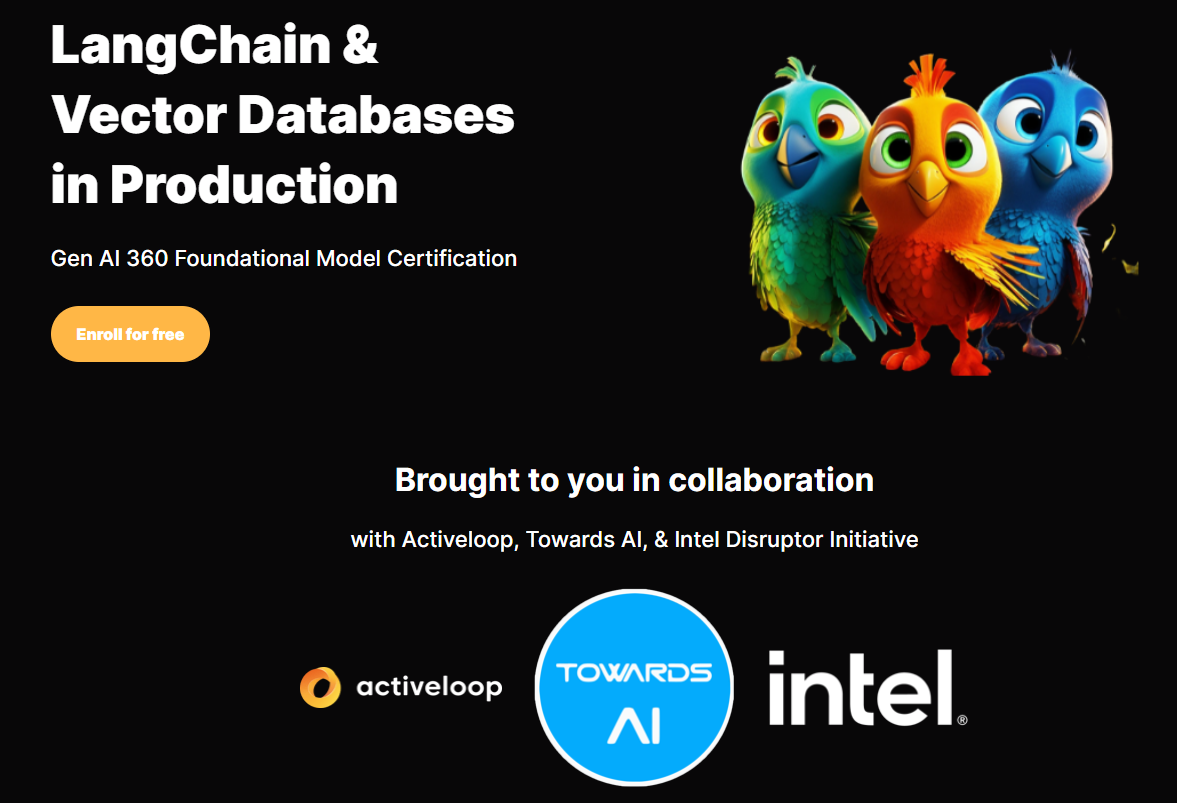 LangChain &
Vector Databases
in Production
Gen AI 360 Foundational Model Certification
Enroll for free
Brought to you in collaboration
with Activeloop, Towards AI, & Intel Disruptor Initiative
activeloop
TOWARDS
AI
intel®